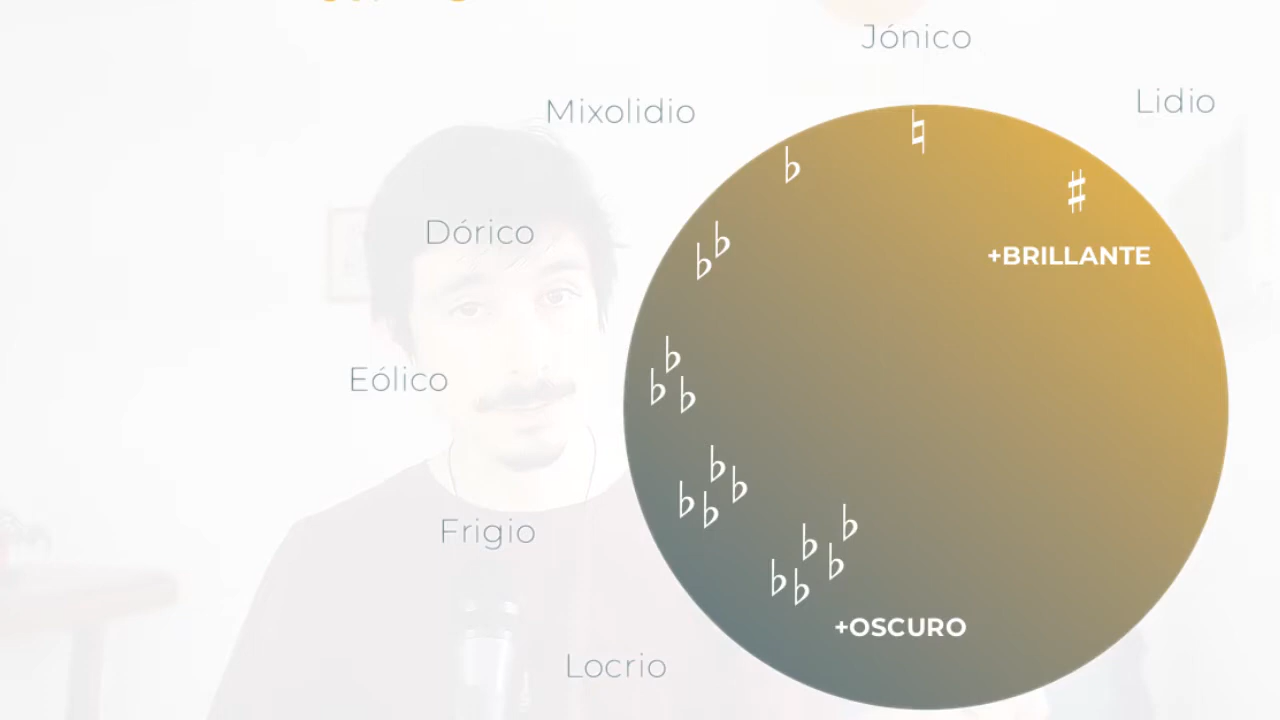 Jónico
Lidio
Mixolidio
♮
♭
♯
Dórico
♭♭
+BRILLANTE
Eólico
♭♭♭
♭♭♭♭
Frigio
♭♭♭♭♭
+OSCURO
Locrio